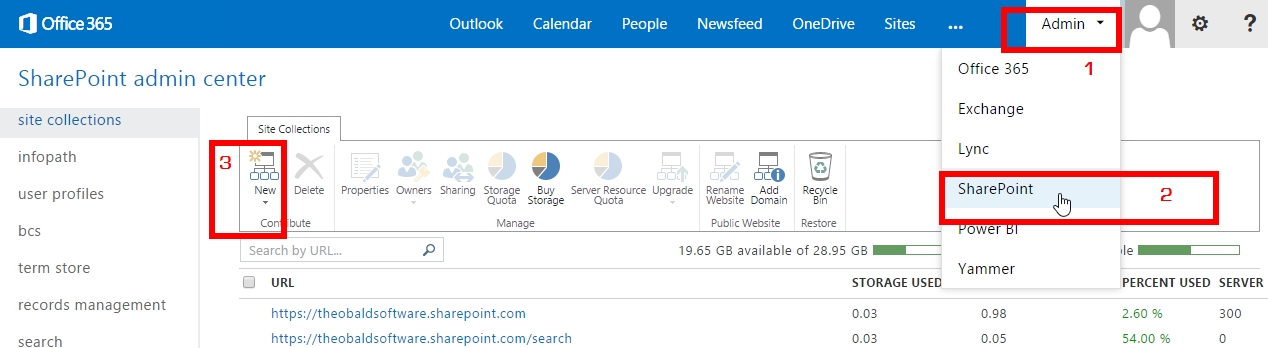 Office 365 Outlook Calendar People Newsfeed OneDrive Sites ... Admin ?
1
Office 365
Exchange
Lync
SharePoint
2
Power BI
Yammer
SharePoint admin center
site collections
infopath
user profiles
bcs
term store
records management
search
Site Collections
3
New Delete Properties Owners Sharing Storage Quota Buy Storage Server Resource Quota Upgrade Rename Website Add Domain Recycle Bin
Contribute Manage Public Website Restore
Search by URL... 19.65 GB available of 28.95 GB
URL STORAGE USED PERCENT USED SERVER
https://theobaldsoftware.sharepoint.com 0.03 0.98 2.60 % 300
https://theobaldsoftware.sharepoint.com/search 0.03 0.05 54.00 % 0